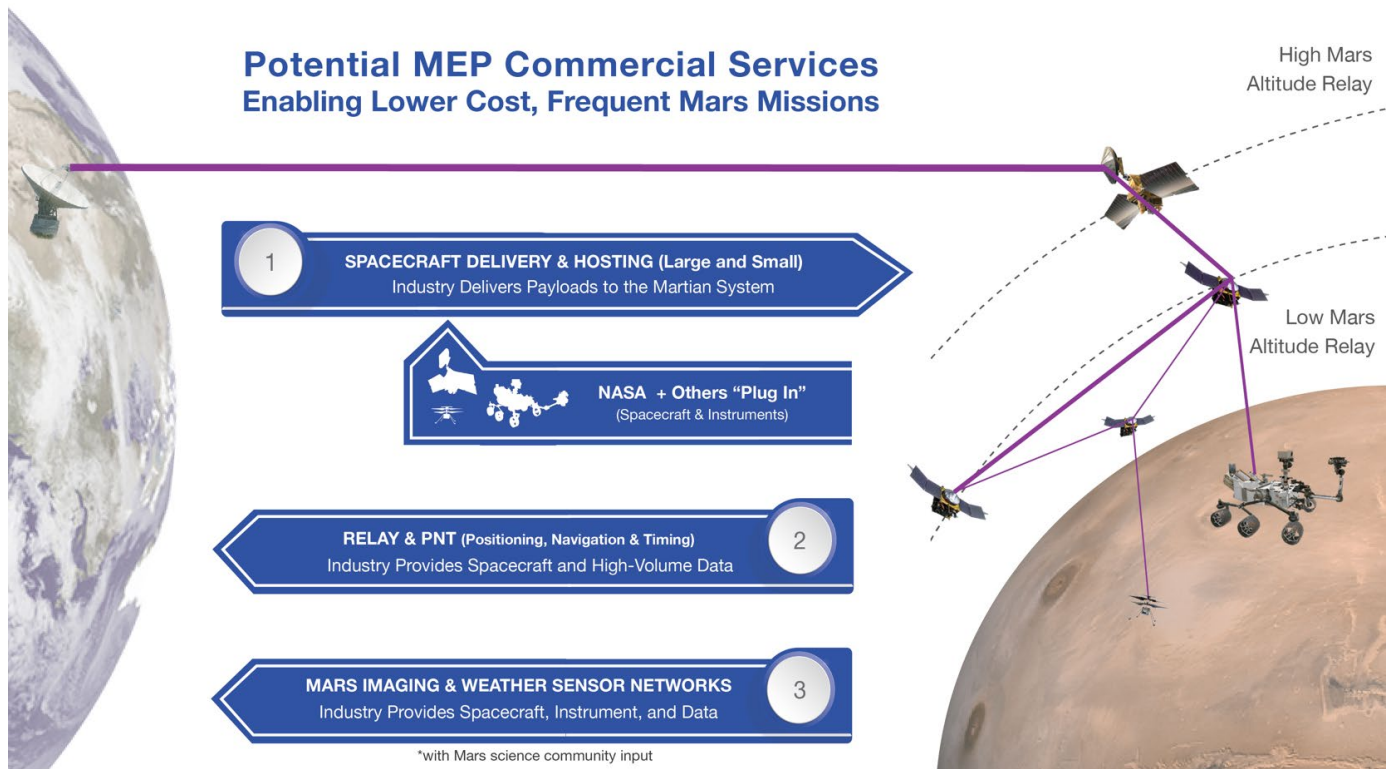 Potential MEP Commercial Services
Enabling Lower Cost, Frequent Mars Missions
High Mars
Altitude Relay
1
SPACECRAFT DELIVERY & HOSTING (Large and Small)
Industry Delivers Payloads to the Martian System
Low Mars
Altitude Relay
NASA + Others “Plug In”
(Spacecraft & Instruments)
RELAY & PNT (Positioning, Navigation & Timing)
Industry Provides Spacecraft and High-Volume Data
2
MARS IMAGING & WEATHER SENSOR NETWORKS
Industry Provides Spacecraft, Instrument, and Data
3
*with Mars science community input